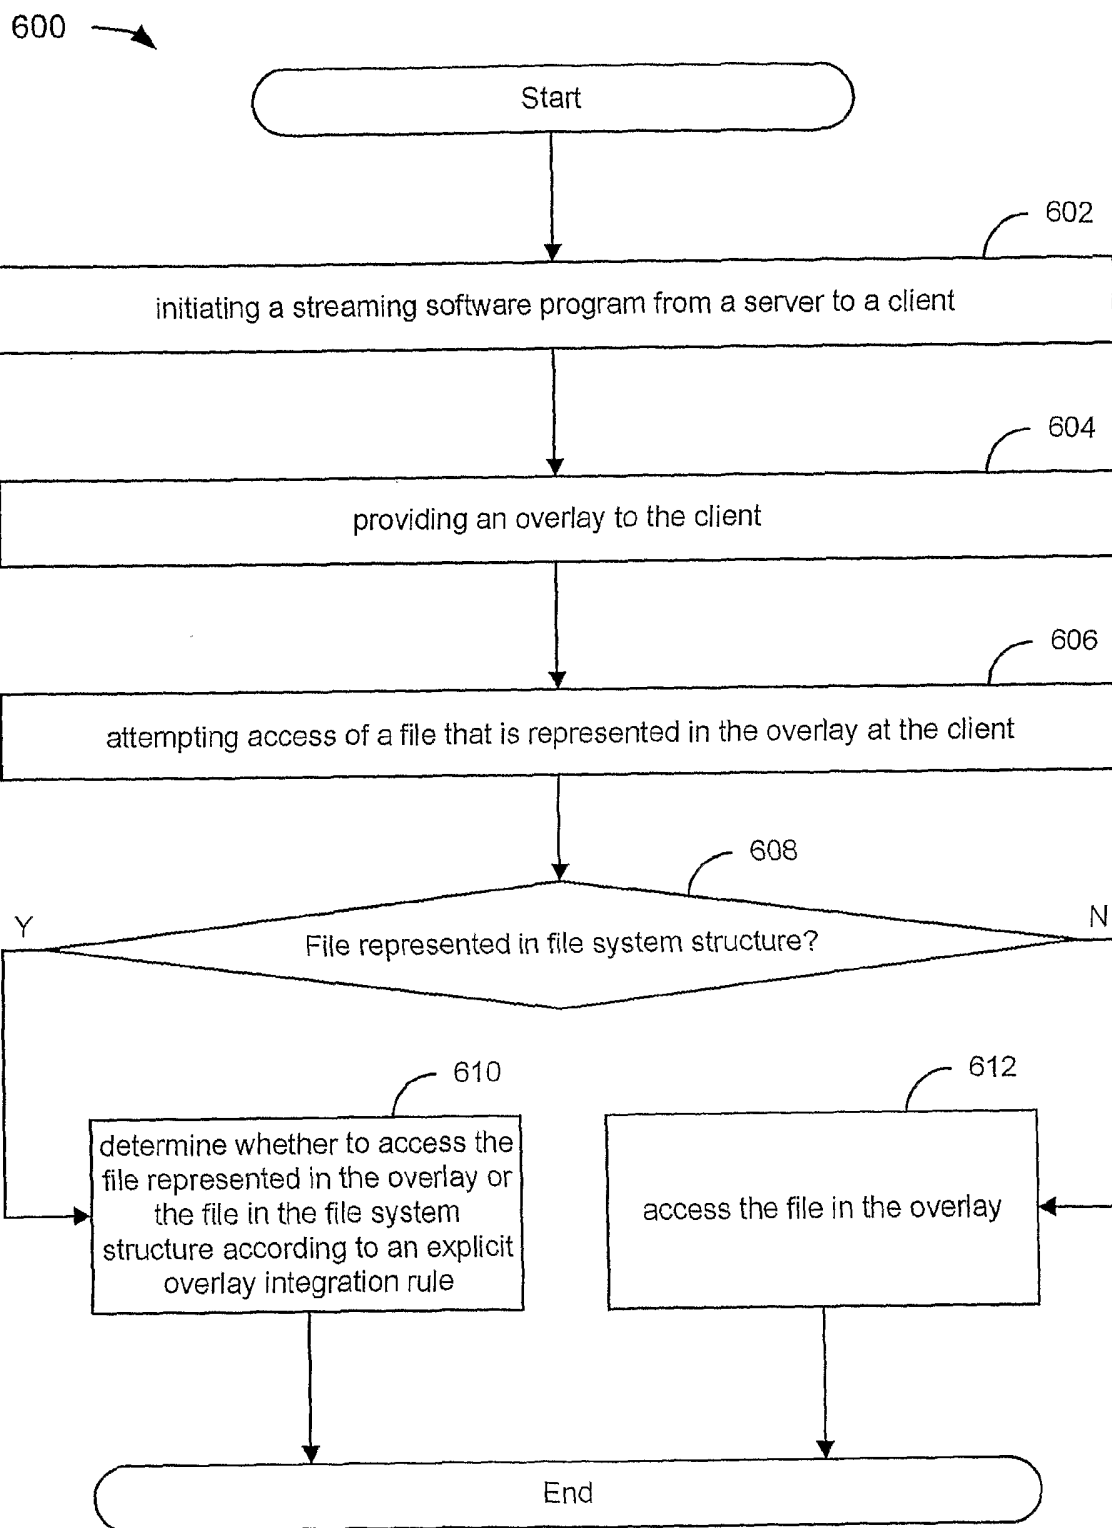 600
Start
602
initiating a streaming software program from a server to a client
604
providing an overlay to the client
606
attempting access of a file that is represented in the overlay at the client
608
Y
N
File represented in file system structure?
610
612
determine whether to access the
file represented in the overlay or
the file in the file system
structure according to an explicit
overlay integration rule
access the file in the overlay
End